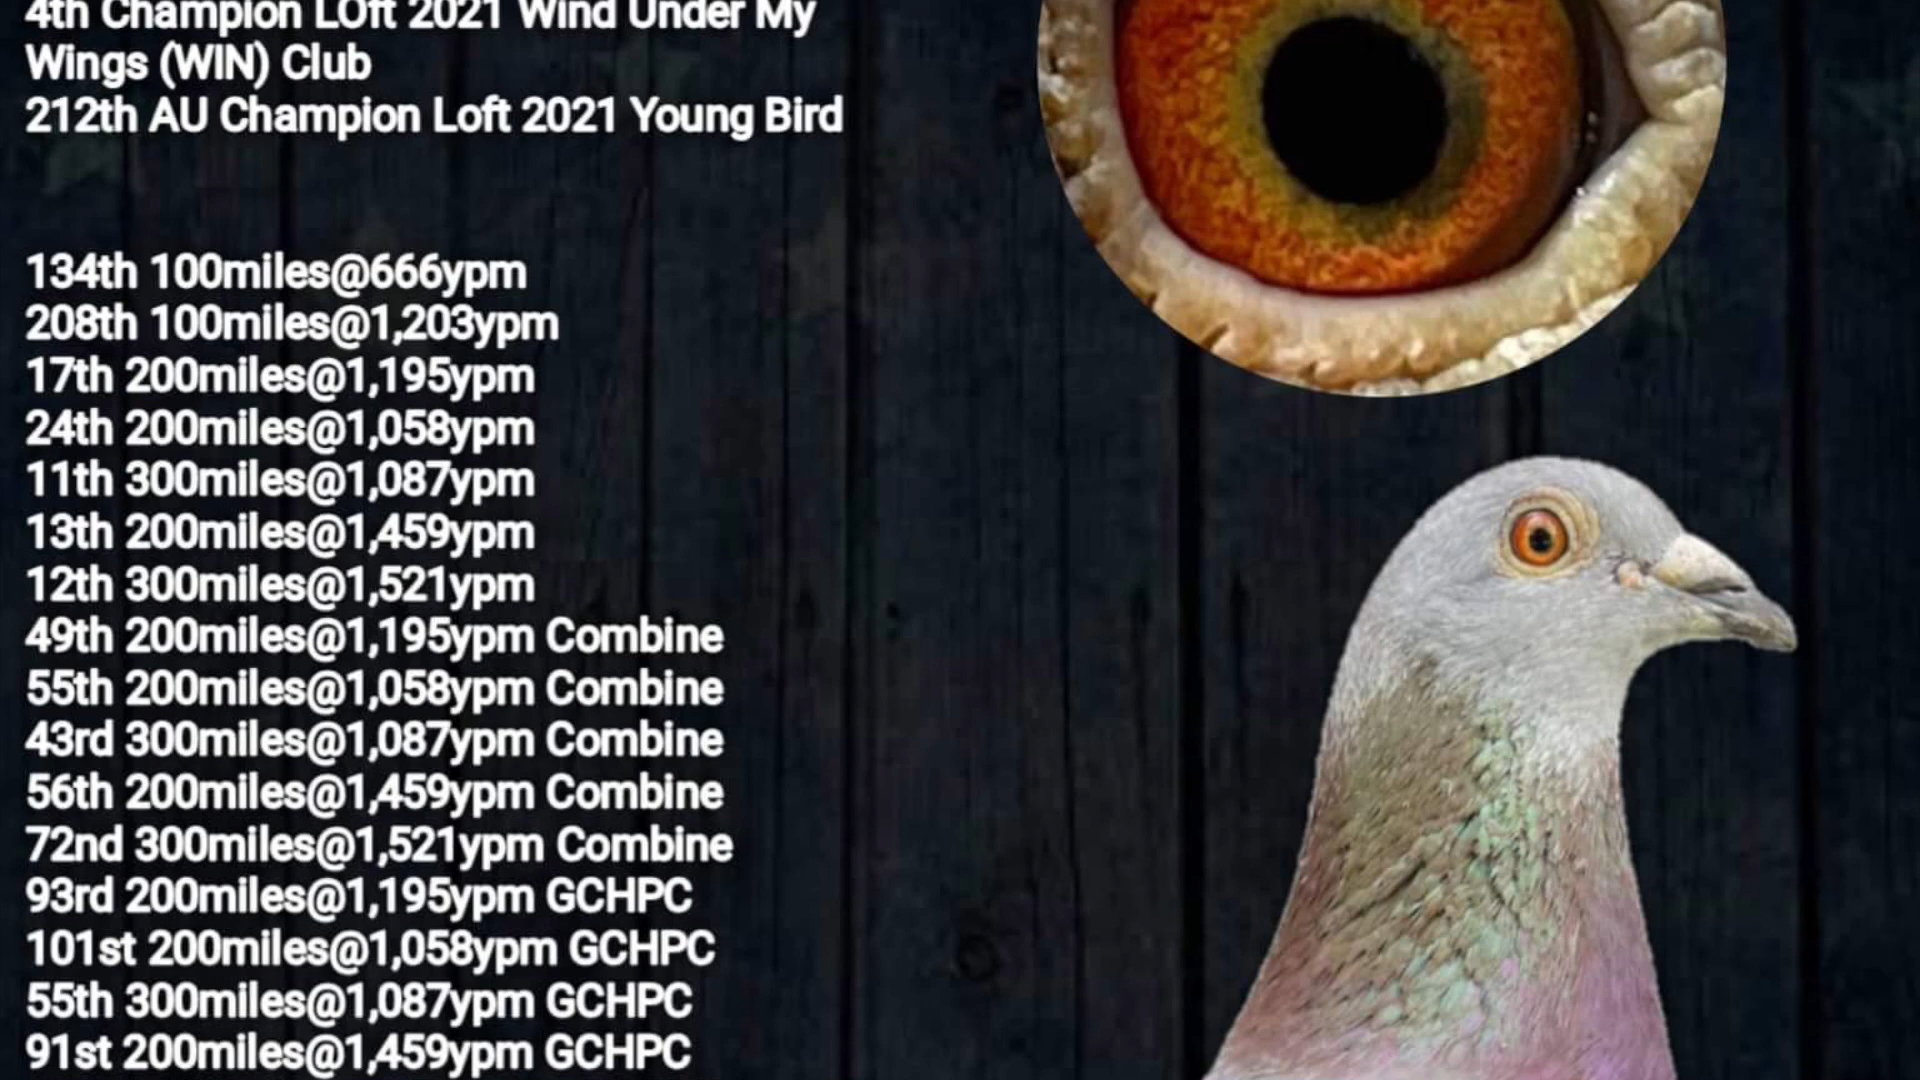 4th Champion LOft 2021 Wind Under My
Wings (WIN) Club
212th AU Champion Loft 2021 Young Bird
134th 100miles@666ypm
208th 100miles@1,203ypm
17th 200miles@1,195ypm
24th 200miles@1,058ypm
11th 300miles@1,087ypm
13th 200miles@1,459ypm
12th 300miles@1,521ypm
49th 200miles@1,195ypm Combine
55th 200miles@1,058ypm Combine
43rd 300miles@1,087ypm Combine
56th 200miles@1,459ypm Combine
72nd 300miles@1,521ypm Combine
93rd 200miles@1,195ypm GCHPC
101st 200miles@1,058ypm GCHPC
55th 300miles@1,087ypm GCHPC
91st 200miles@1,459ypm GCHPC